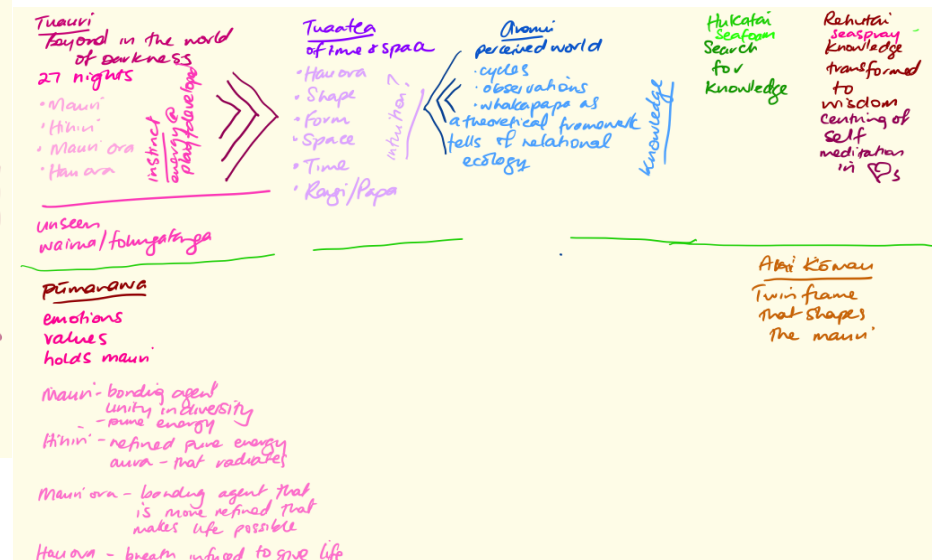 Tuauri
beyond in the world
of darkness
27 nights
• Mauri
• Hihiri
• Mauri ora
• Hau ora
instinct
energy @
play/developed
unseen
wairua/
Tuaatea
of time & space
• Hau ora
• Shape
• Form
• Space
• Time
• Rangi/Papa
intuition?
perceived world
• cycles
• observations
• whakapapa as
a theoretical framework
tells of relational
ecology
Knowledge
Hukatai
seafoam
Search
for
knowledge
Rehutai
seaspray
Knowledge
transformed
to
wisdom
centring of
self
meditation
in ♡s
Pūmanawa
emotions
values
holds mauri
Mauri - bonding agent
unity in diversity
- pure energy
Hihiri - refined pure energy
aura - that radiates
Mauri ora - bonding agent that
is more refined that
makes life possible
Hau ora - breath infused to give life
Kōmau
Twin frame
that shapes
the mauri